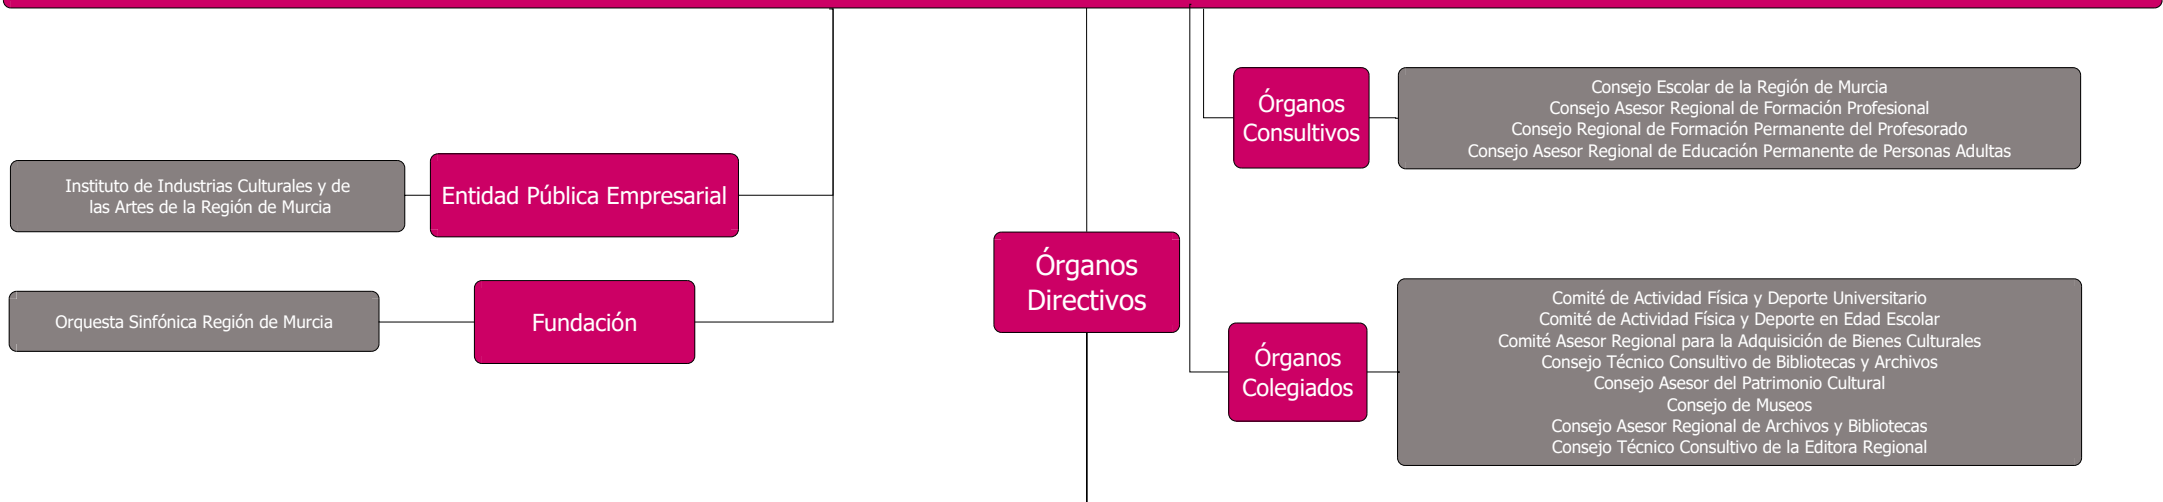 Órganos
Consultivos
Consejo Escolar de la Región de Murcia
Consejo Asesor Regional de Formación Profesional
Consejo Regional de Formación Permanente del Profesorado
Consejo Asesor Regional de Educación Permanente de Personas Adultas
Instituto de Industrias Culturales y de
las Artes de la Región de Murcia
Entidad Pública Empresarial
Órganos
Directivos
Orquesta Sinfónica Región de Murcia
Fundación
Órganos
Colegiados
Comité de Actividad Física y Deporte Universitario
Comité de Actividad Física y Deporte en Edad Escolar
Comité Asesor Regional para la Adquisición de Bienes Culturales
Consejo Técnico Consultivo de Bibliotecas y Archivos
Consejo Asesor del Patrimonio Cultural
Consejo de Museos
Consejo Asesor Regional de Archivos y Bibliotecas
Consejo Técnico Consultivo de la Editora Regional